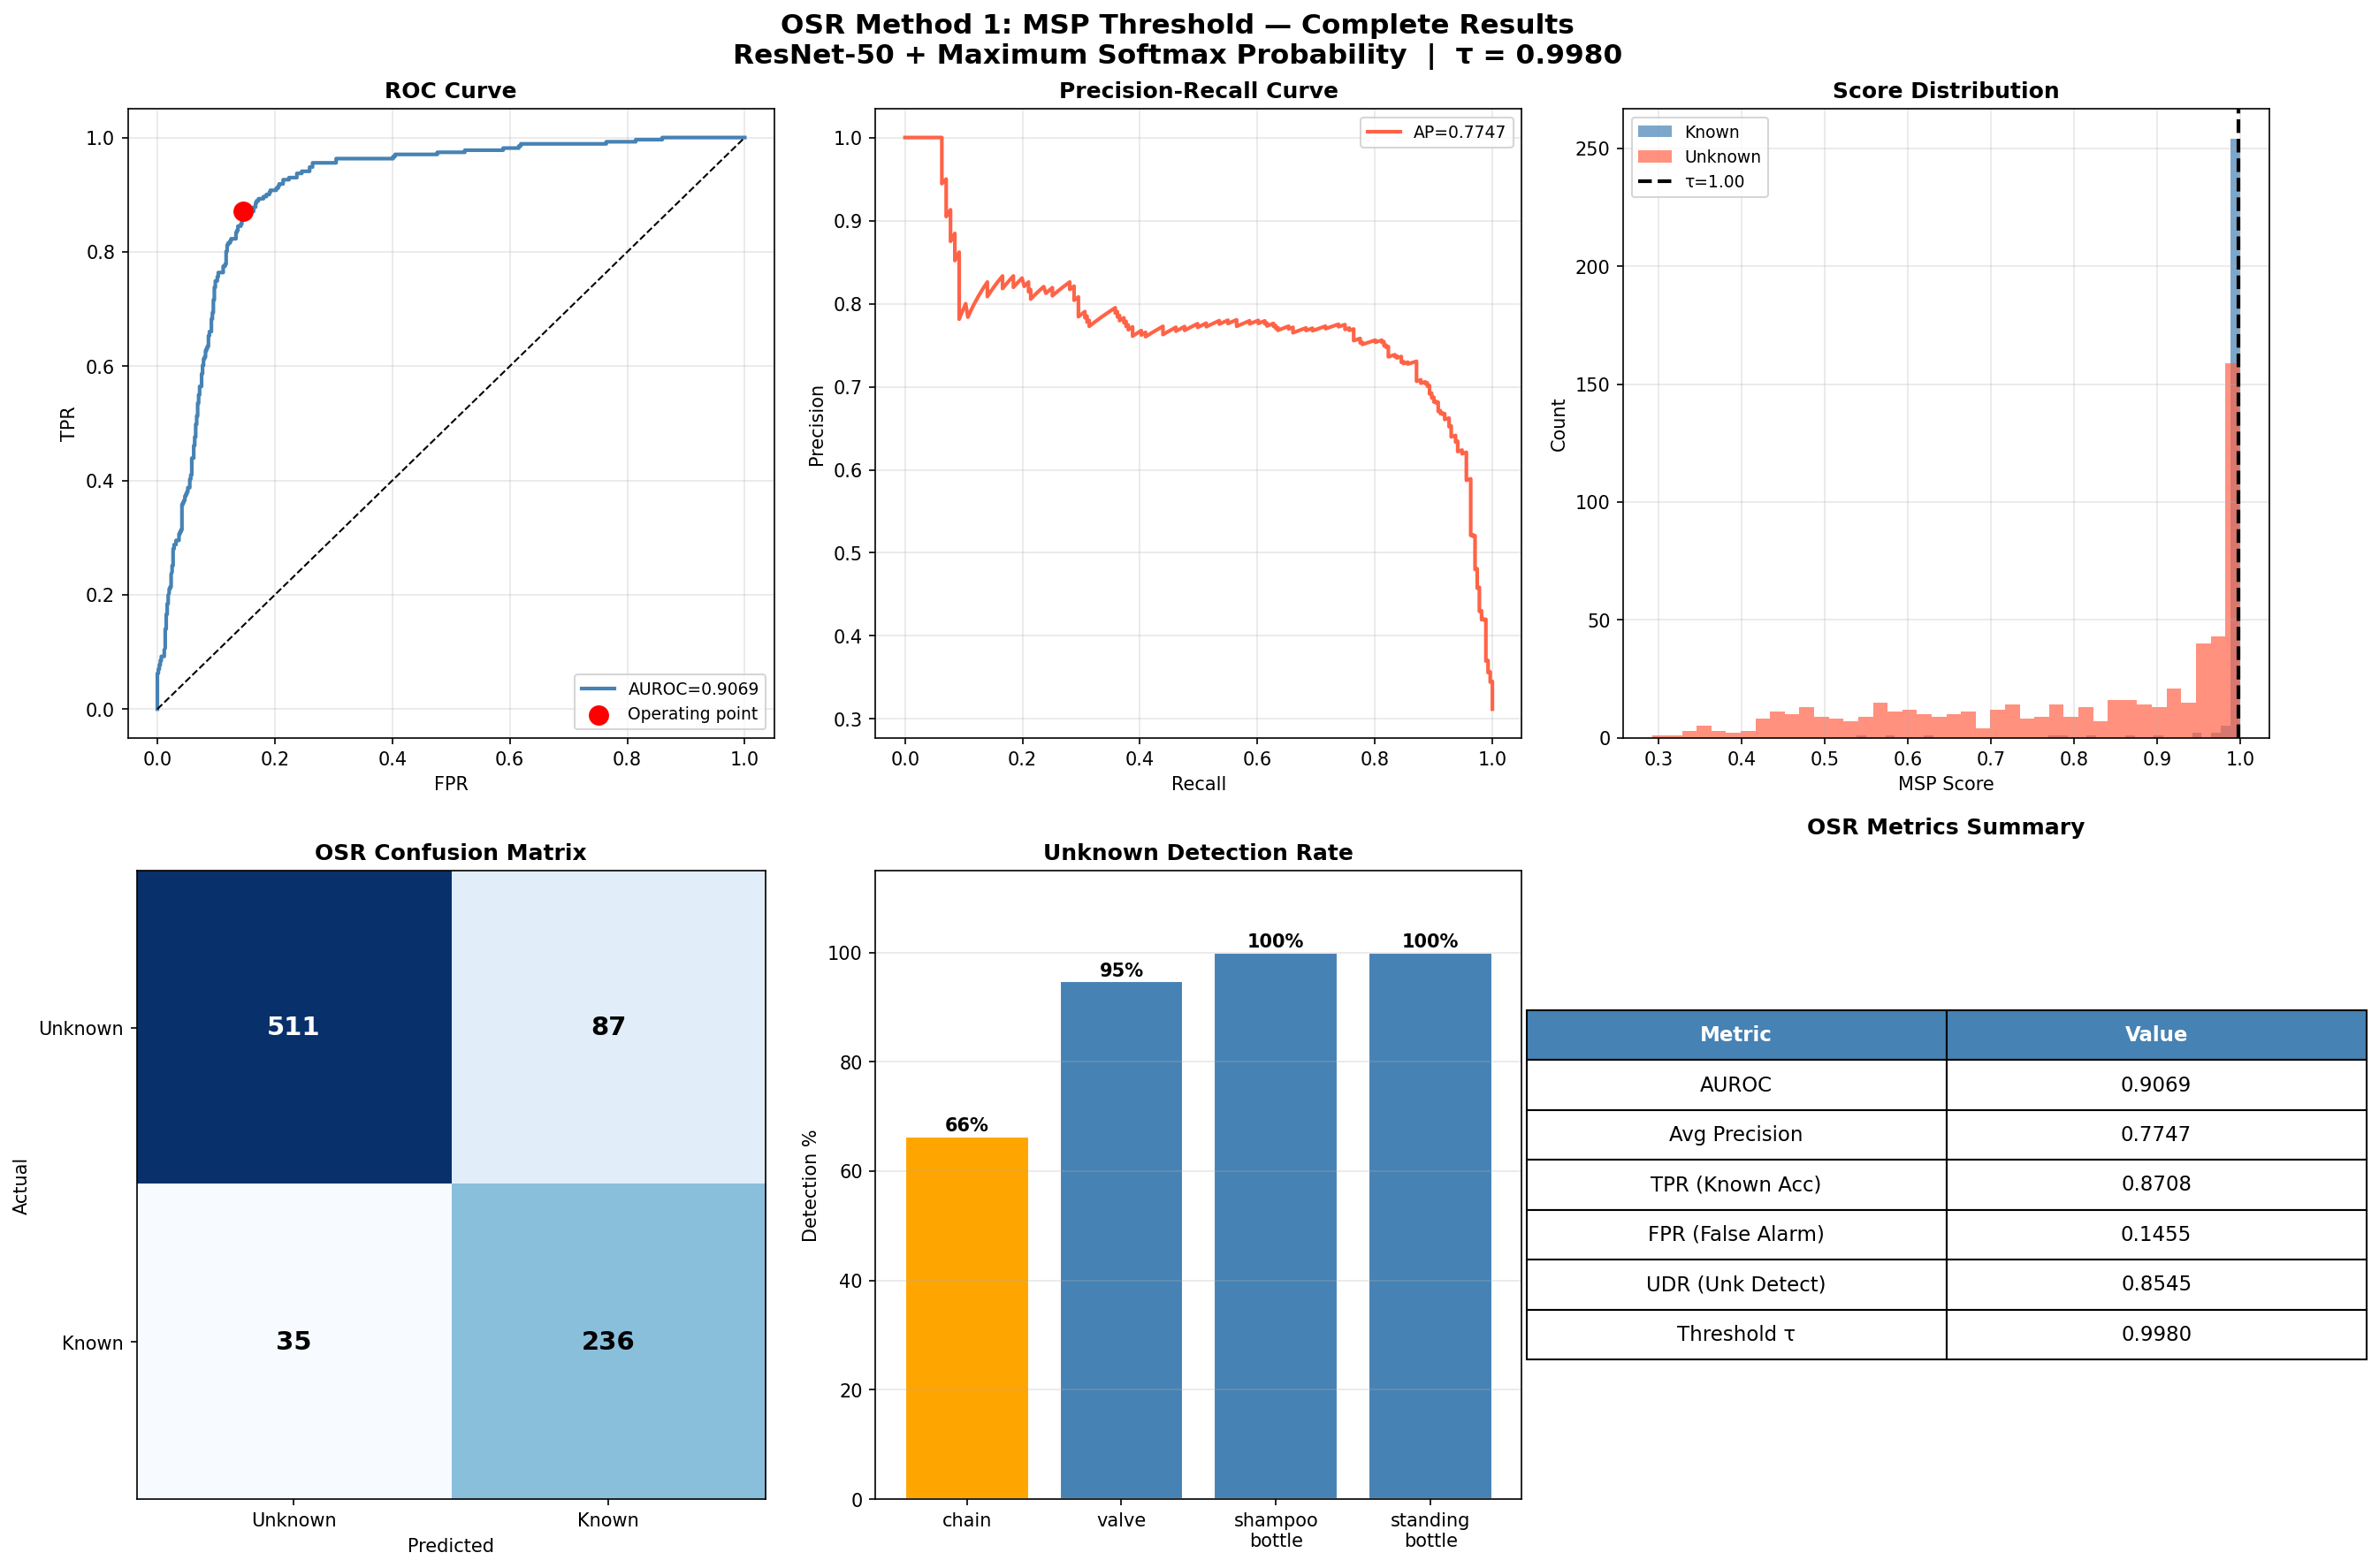 OSR Method 1: MSP Threshold — Complete Results
ResNet-50 + Maximum Softmax Probability | τ = 0.9980
ROC Curve
1.0
0.8
0.6
0.4
0.2
0.0
TPR
0.0 0.2 0.4 0.6 0.8 1.0
FPR
AUROC=0.9069
Operating point
Precision-Recall Curve
AP=0.7747
1.0
0.9
0.8
0.7
0.6
0.5
0.4
0.3
Precision
0.0 0.2 0.4 0.6 0.8 1.0
Recall
Score Distribution
Known
Unknown
τ=1.00
250
200
150
100
50
0
Count
0.3 0.4 0.5 0.6 0.7 0.8 0.9 1.0
MSP Score
OSR Confusion Matrix
Actual
Unknown 511 87
Known 35 236
Unknown Known
Predicted
Unknown Detection Rate
100
80
60
40
20
0
Detection %
66% 95% 100% 100%
chain valve shampoo bottle standing bottle
OSR Metrics Summary
Metric Value
AUROC 0.9069
Avg Precision 0.7747
TPR (Known Acc) 0.8708
FPR (False Alarm) 0.1455
UDR (Unk Detect) 0.8545
Threshold τ 0.9980